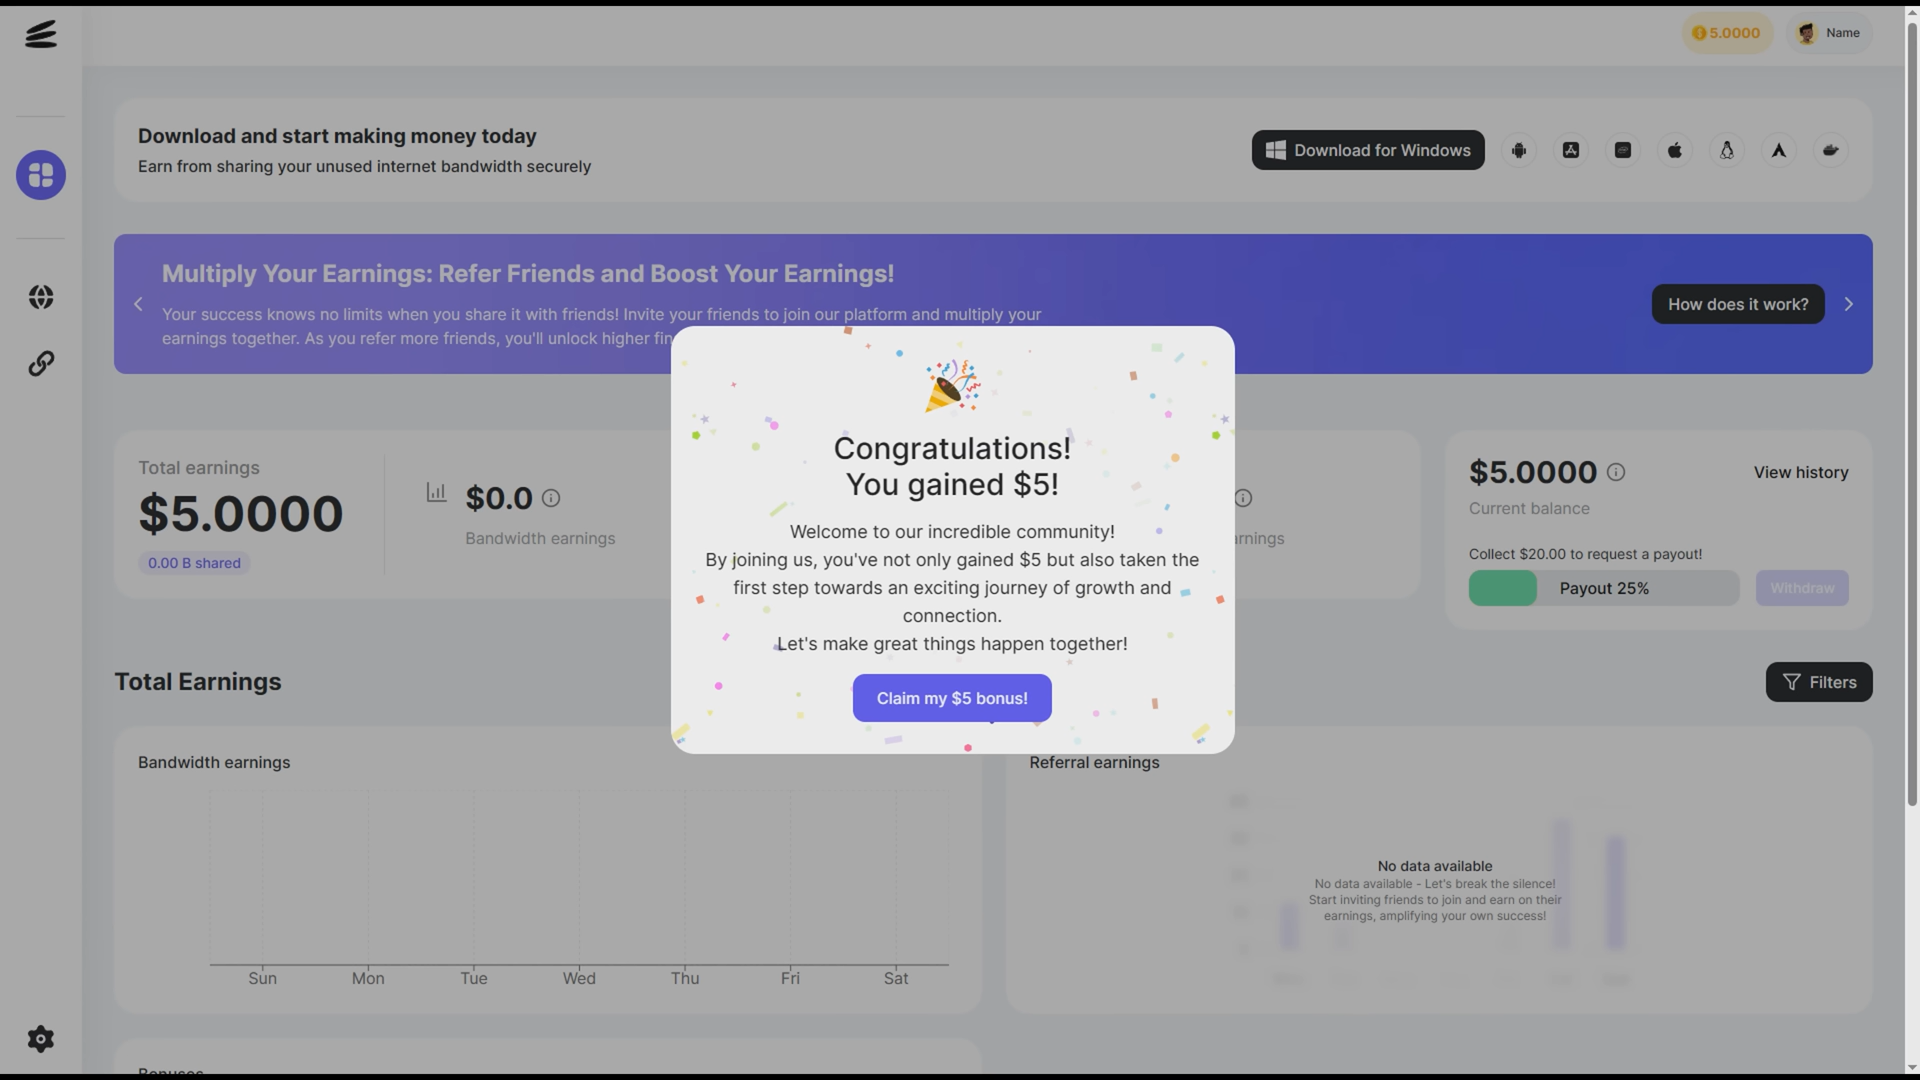 5.0000
Name
Download and start making money today
Earn from sharing your unused internet bandwidth securely
Download for Windows
Multiply Your Earnings: Refer Friends and Boost Your Earnings!
Your success knows no limits when you share it with friends! Invite your friends to join our platform and multiply your
earnings together. As you refer more friends, you'll unlock higher
How does it work?
Congratulations!
You gained $5!
Welcome to our incredible community!
By joining us, you've not only gained $5 but also taken the
first step towards an exciting journey of growth and
connection.
Let's make great things happen together!
Claim my $5 bonus!
Total earnings
$5.0000
0.00 B shared
$0.0
Bandwidth earnings
$5.0000
View history
Current balance
Collect $20.00 to request a payout!
Payout 25%
Withdraw
Total Earnings
Filters
Bandwidth earnings
Sun Mon Tue Wed Thu Fri Sat
Referral earnings
No data available
No data available - Let's break the silence!
Start inviting friends to join and earn on their
earnings, amplifying your own success!
Bonuses